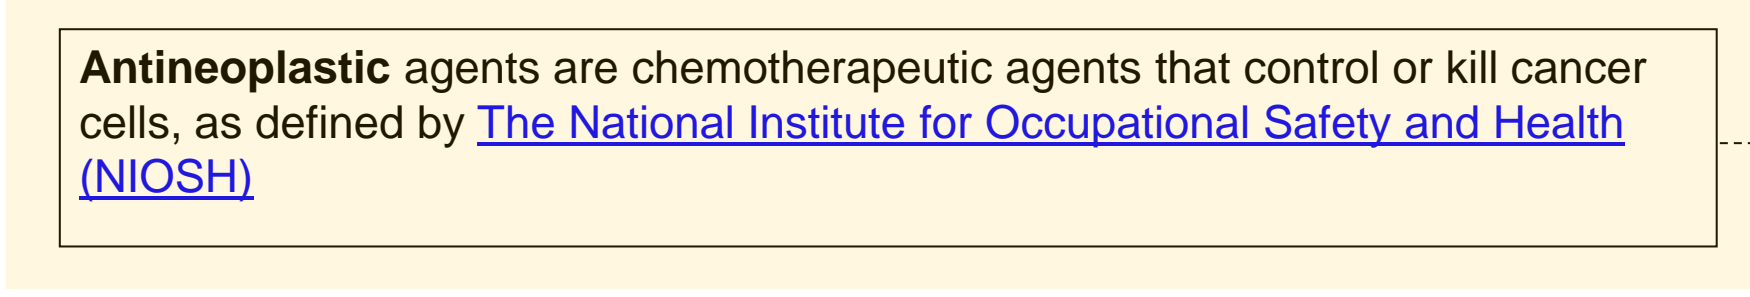 Antineoplastic agents are chemotherapeutic agents that control or kill cancer
cells, as defined by The National Institute for Occupational Safety and Health
(NIOSH)